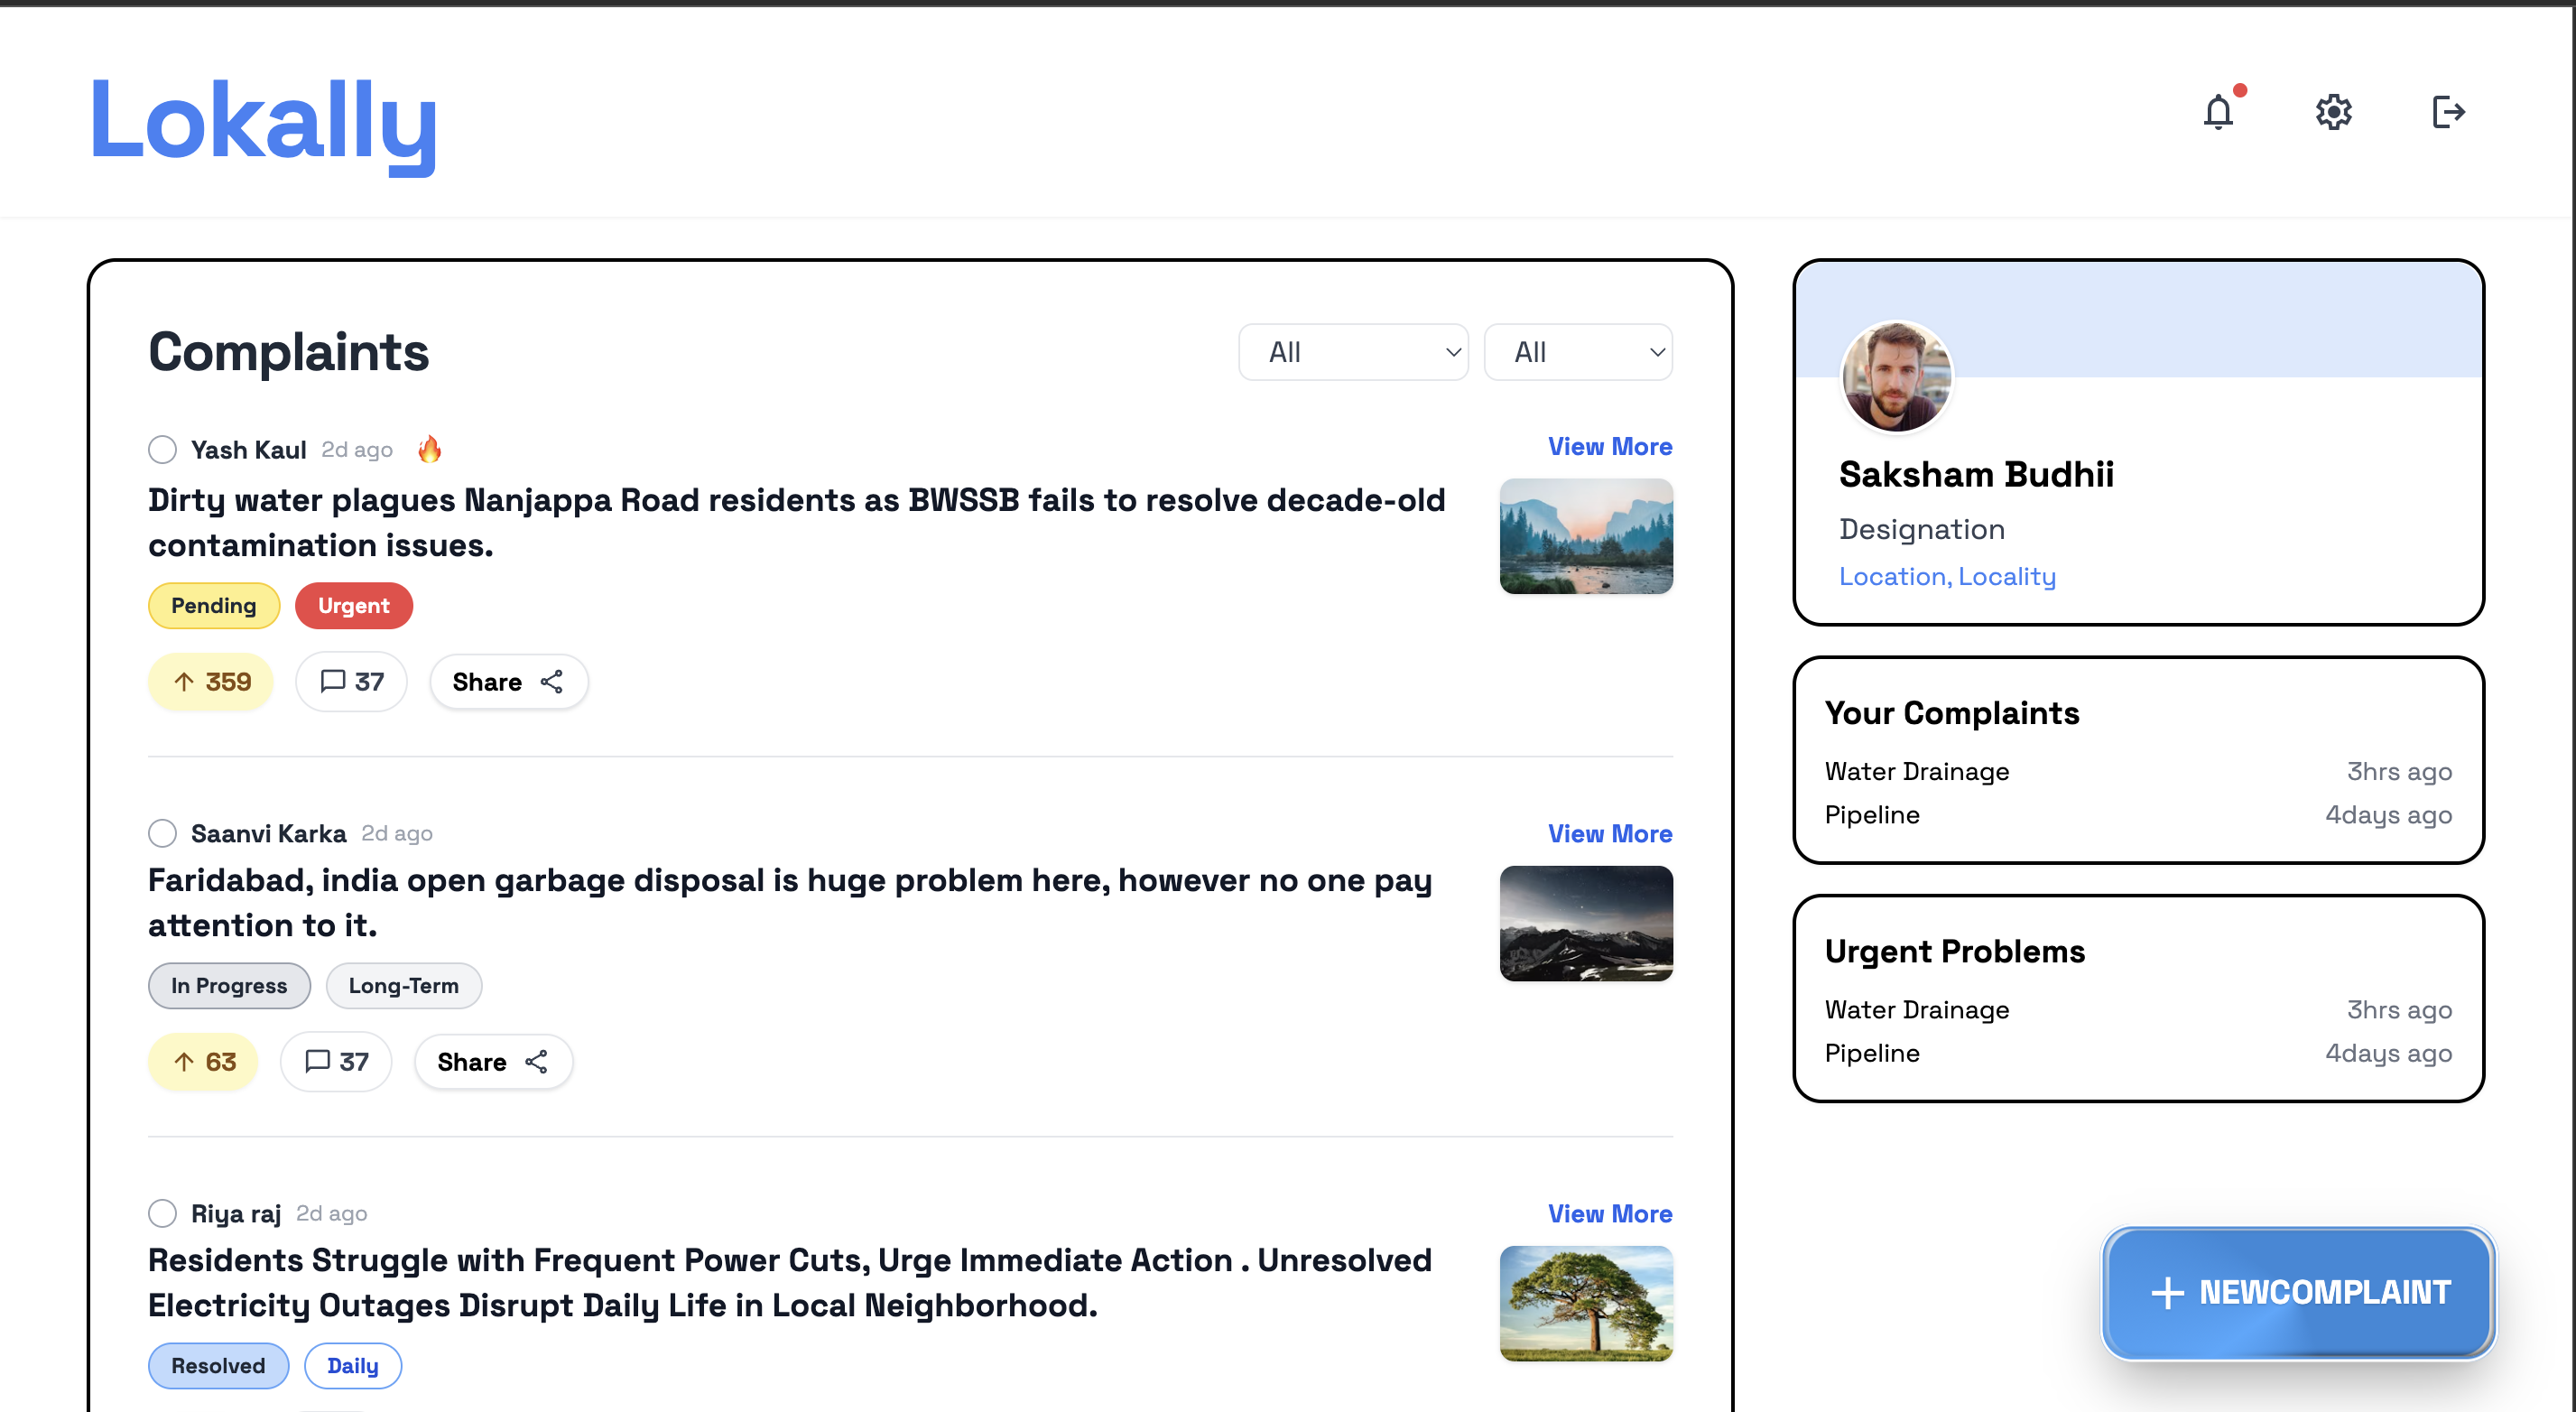 Lokally
Complaints
All
All
Yash Kaul 2d ago
View More
Dirty water plagues Nanjappa Road residents as BWSSB fails to resolve decade-old
contamination issues.
Pending
Urgent
359
37
Share
Saanvi Karka 2d ago
View More
Faridabad, india open garbage disposal is huge problem here, however no one pay
attention to it.
In Progress
Long-Term
63
37
Share
Riya raj 2d ago
View More
Residents Struggle with Frequent Power Cuts, Urge Immediate Action . Unresolved
Electricity Outages Disrupt Daily Life in Local Neighborhood.
Resolved
Daily
Saksham Budhii
Designation
Location, Locality
Your Complaints
Water Drainage 3hrs ago
Pipeline 4days ago
Urgent Problems
Water Drainage 3hrs ago
Pipeline 4days ago
NEWCOMPLAINT